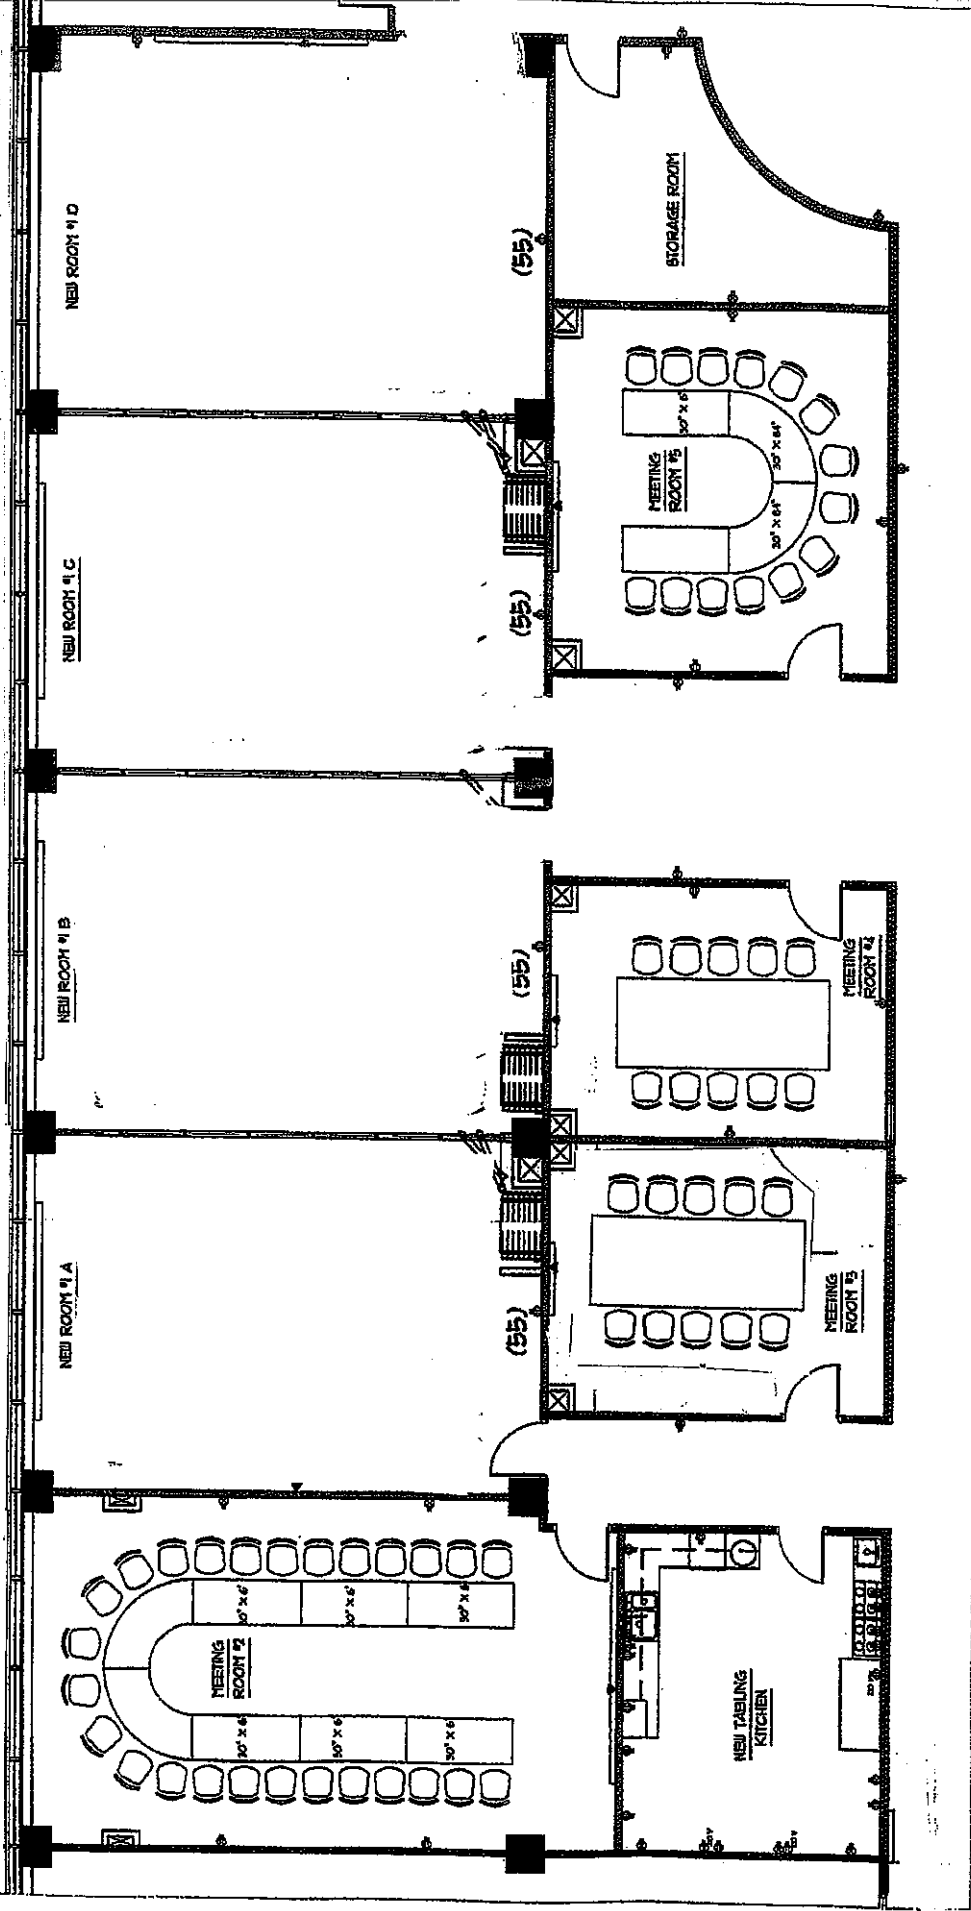 NEW ROOM #1 D
(55)
STORAGE ROOM
NEW ROOM #1 C
(55)
MEETING
ROOM #5
30" X 6'
30" X 64"
30" X 64"
NEW ROOM #1 B
(55)
MEETING
ROOM #4
NEW ROOM #1 A
(55)
MEETING
ROOM #3
MEETING
ROOM #2
30" X 6'
30" X 6'
30" X 6'
30" X 6'
30" X 6'
30" X 6'
NEW TABLING
KITCHEN